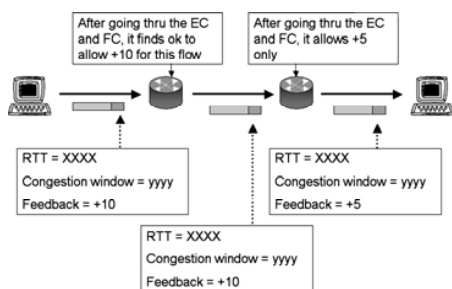 After going thru the EC
and FC, it finds ok to
allow +10 for this flow
After going thru the EC
and FC, it allows +5
only
RTT = XXXX
Congestion window = yyyy
Feedback = +10
RTT = XXXX
Congestion window = yyyy
Feedback = +5
RTT = XXXX
Congestion window = yyyy
Feedback = +10